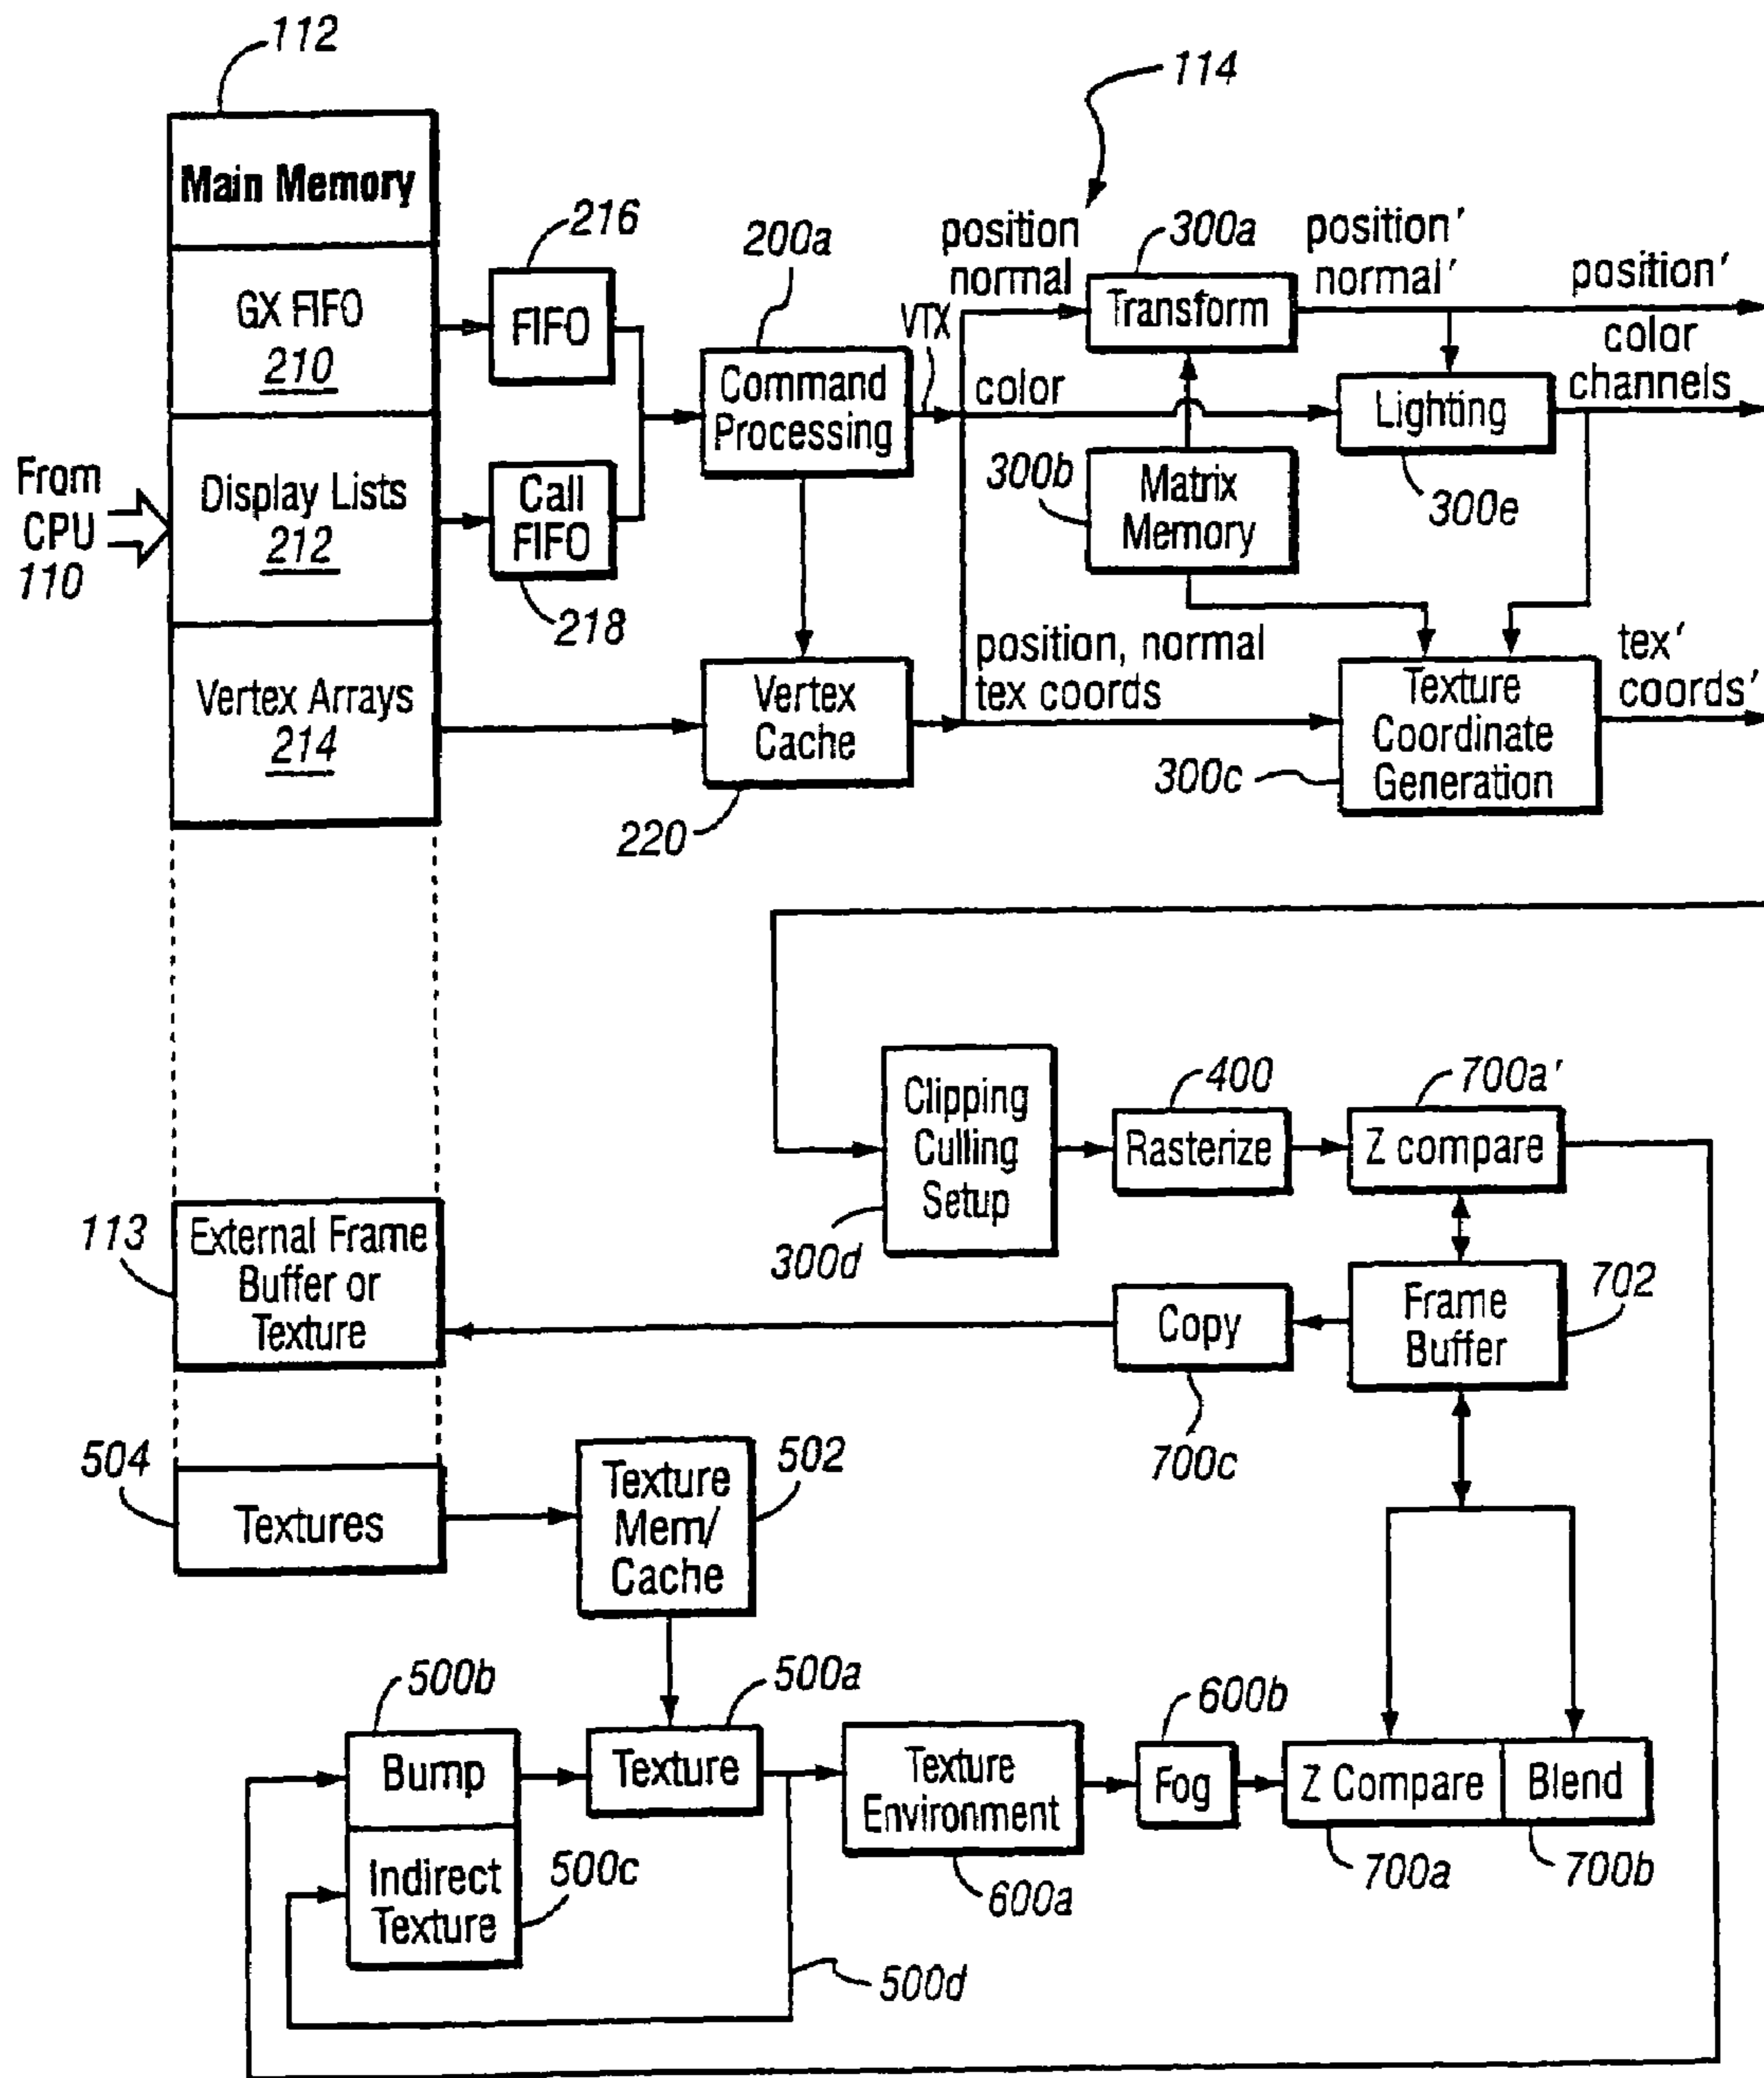 112
114
Main Memory
216
FIFO
200a
position
normal
300a
position′
normal′
position′
GX FIFO
210
Transform
VTX
color
channels
Command
Processing
color
Lighting
From
CPU
110
Display Lists
212
Call
FIFO
300b
Matrix
Memory
300e
218
position, normal
tex coords
tex′
coords′
Vertex Arrays
214
Vertex
Cache
Texture
Coordinate
Generation
300c
220
Clipping
Culling
Setup
400
Rasterize
700a′
Z compare
113
External Frame
Buffer or
Texture
300d
Copy
Frame
Buffer
702
700c
504
Textures
Texture
Mem/
Cache
502
500b
500a
600b
Bump
Texture
Texture
Environment
Fog
Z Compare
Blend
Indirect
Texture
500c
600a
700a
700b
500d